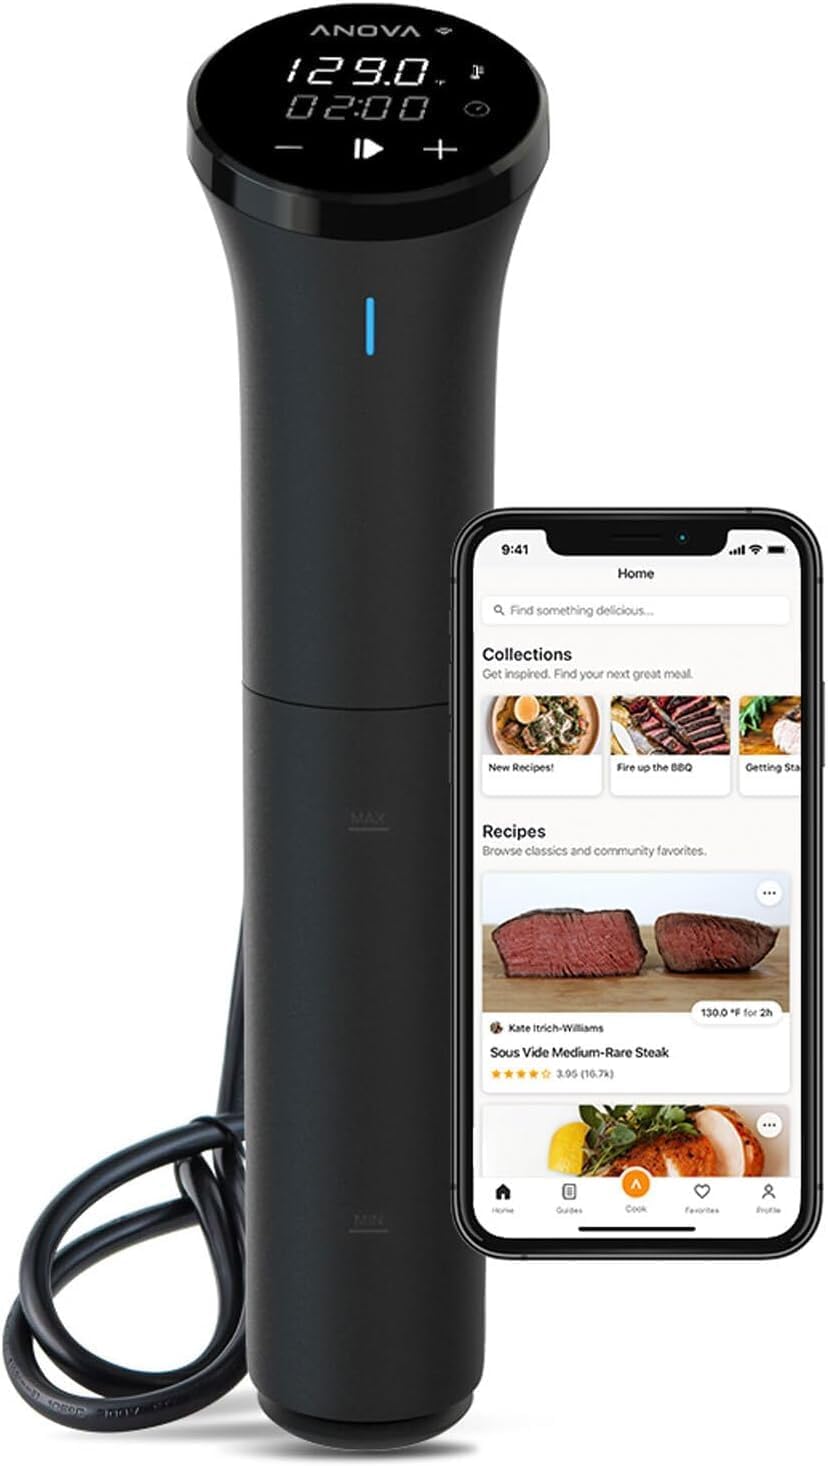 ANOVA
129.0 °F
02:00
MAX
MIN
9:41
Home
Find something delicious...
Collections
Get inspired. Find your next great meal.
New Recipes!
Fire up the BBQ
Getting Sta
Recipes
Browse classics and community favorites.
130.0 °F for 2h
Kate Itrich-Williams
Sous Vide Medium-Rare Steak
3.95 (16.7k)
Home
Guides
Cook
Favorites
Profile
ANOVA